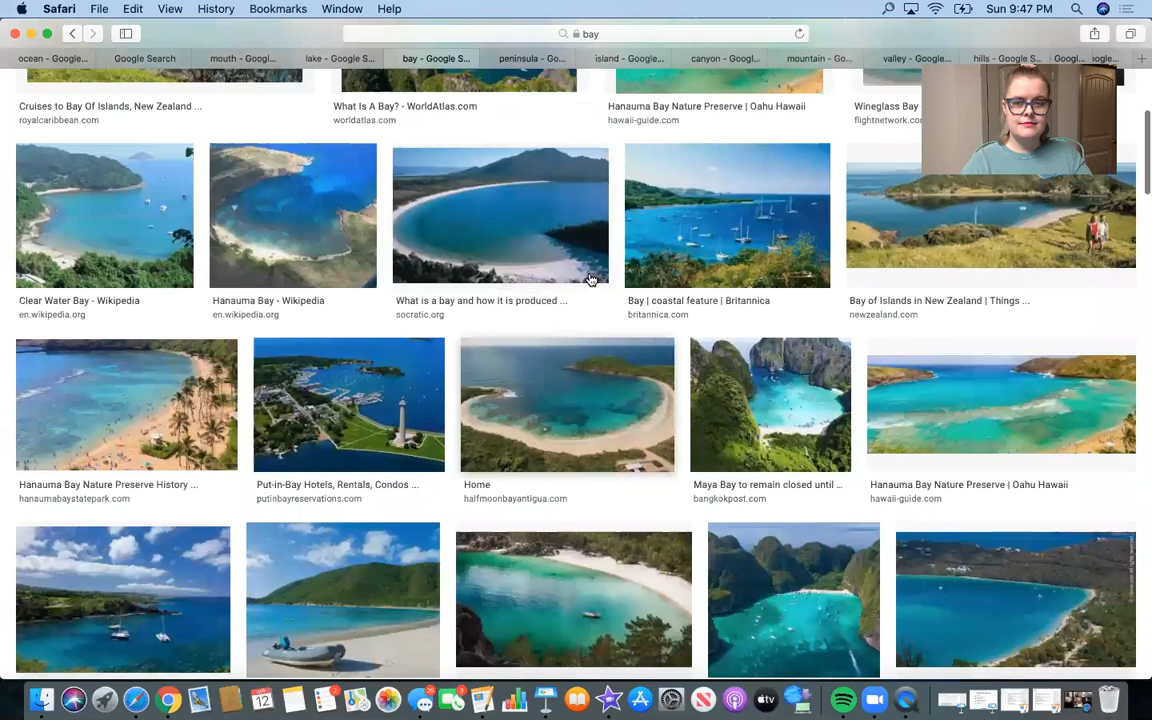 Safari File Edit View History Bookmarks Window Help Sun 9:47 PM
bay
ocean - Google... Google Search mouth - Googl... lake - Google S... bay - Google S... peninsula - Go... island - Google... canyon - Googl... mountain - Go... valley - Googl... hills - Google S... Googl... oogle...
Cruises to Bay Of Islands, New Zealand ... What Is A Bay? - WorldAtlas.com Hanauma Bay Nature Preserve | Oahu Hawaii Wineglass Bay
royalcaribbean.com worldatlas.com hawaii-guide.com flightnetwork.com
Clear Water Bay - Wikipedia Hanauma Bay - Wikipedia What is a bay and how it is produced ... Bay | coastal feature | Britannica Bay of Islands in New Zealand | Things ...
en.wikipedia.org en.wikipedia.org socratic.org britannica.com newzealand.com
Hanauma Bay Nature Preserve History ... Put-in-Bay Hotels, Rentals, Condos ... Home Maya Bay to remain closed until ... Hanauma Bay Nature Preserve | Oahu Hawaii
hanaumabaystatepark.com putinbayreservations.com halfmoonbayantigua.com bangkokpost.com hawaii-guide.com
12 tv